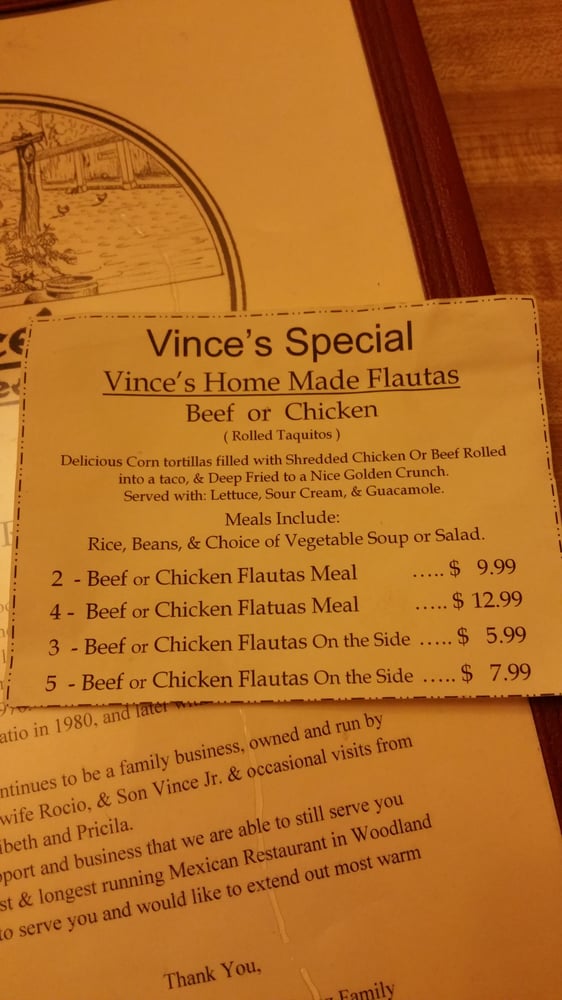 Vince's Special
Vince's Home Made Flautas
Beef or Chicken
( Rolled Taquitos )
Delicious Corn tortillas filled with Shredded Chicken Or Beef Rolled
into a taco, & Deep Fried to a Nice Golden Crunch.
Served with: Lettuce, Sour Cream, & Guacamole.
Meals Include:
Rice, Beans, & Choice of Vegetable Soup or Salad.
2 - Beef or Chicken Flautas Meal ..... $ 9.99
4 - Beef or Chicken Flatuas Meal ..... $ 12.99
3 - Beef or Chicken Flautas On the Side ..... $ 5.99
5 - Beef or Chicken Flautas On the Side ..... $ 7.99
in 1980, and later
to be a family business, owned and run by
wife Rocio, & Son Vince Jr. & occasional visits from
and Pricila.
and business that we are able to still serve you
& longest running Mexican Restaurant in Woodland
to serve you and would like to extend out most warm
Thank You,
Family